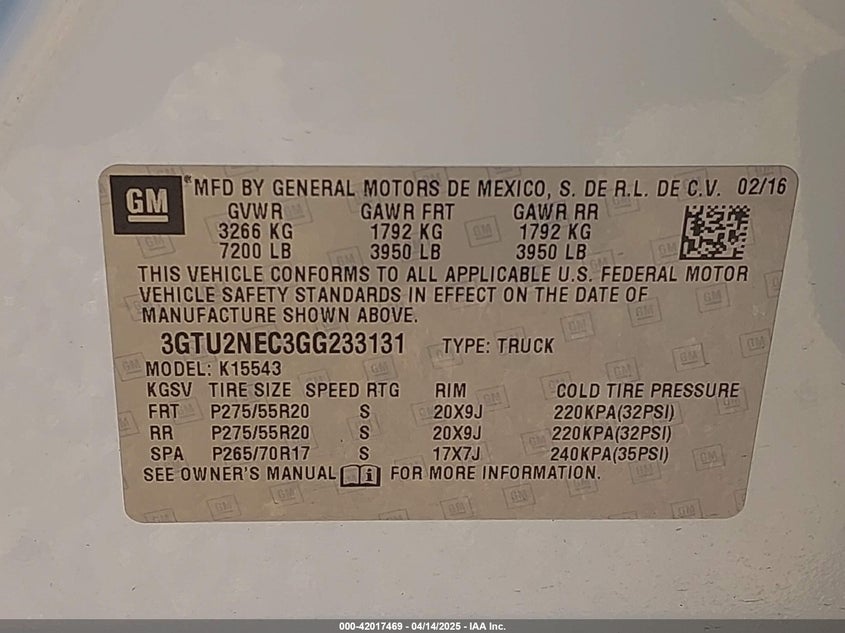 GM
MFD BY GENERAL MOTORS DE MEXICO, S. DE R.L. DE C.V. 02/16
GVWR GAWR FRT GAWR RR
3266 KG 1792 KG 1792 KG
7200 LB 3950 LB 3950 LB
THIS VEHICLE CONFORMS TO ALL APPLICABLE U.S. FEDERAL MOTOR
VEHICLE SAFETY STANDARDS IN EFFECT ON THE DATE OF
MANUFACTURE SHOWN ABOVE.
3GTU2NEC3GG233131 TYPE: TRUCK
MODEL: K15543
KGSV TIRE SIZE SPEED RTG RIM COLD TIRE PRESSURE
FRT P275/55R20 S 20X9J 220KPA(32PSI)
RR P275/55R20 S 20X9J 220KPA(32PSI)
SPA P265/70R17 S 17X7J 240KPA(35PSI)
SEE OWNER'S MANUAL FOR MORE INFORMATION.
000-42017469 - 04/14/2025 - IAA Inc.